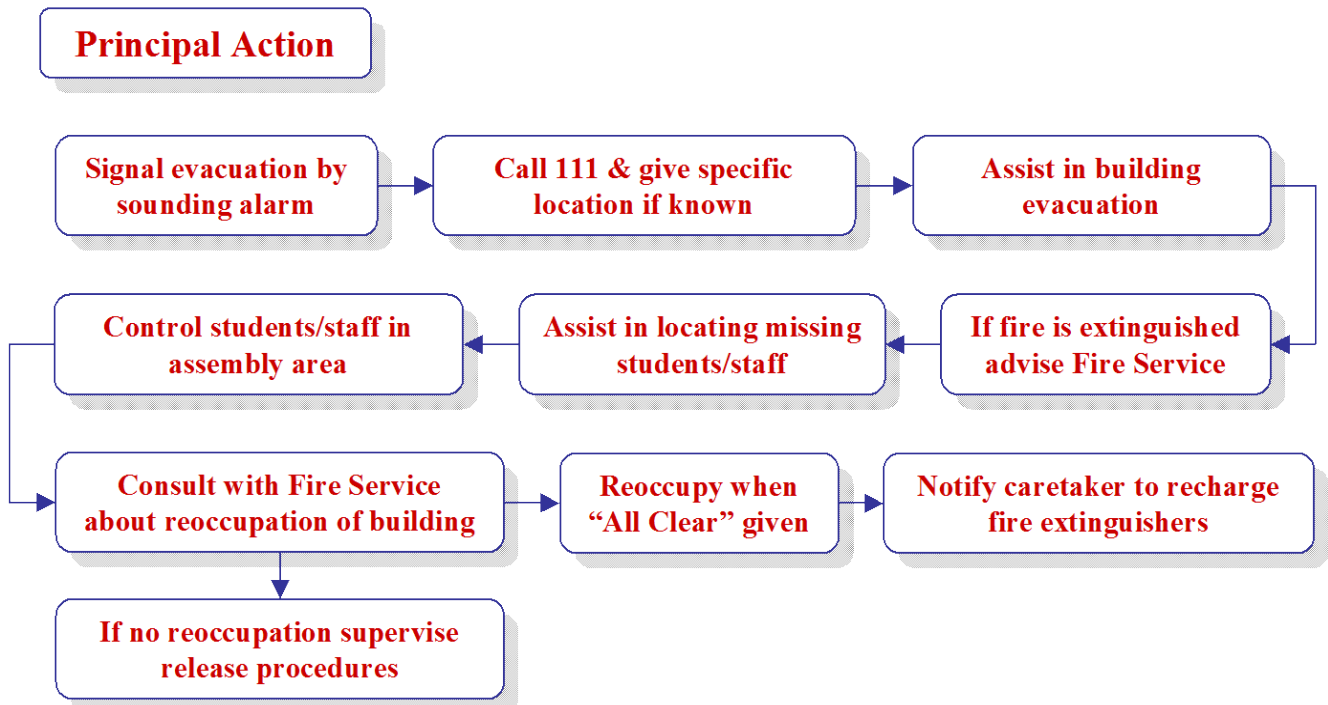 Principal Action
Signal evacuation by
sounding alarm
Call 111 & give specific
location if known
Assist in building
evacuation
If fire is extinguished
advise Fire Service
Assist in locating missing
students/staff
Control students/staff in
assembly area
Consult with Fire Service
about reoccupation of building
Reoccupy when
“All Clear” given
Notify caretaker to recharge
fire extinguishers
If no reoccupation supervise
release procedures